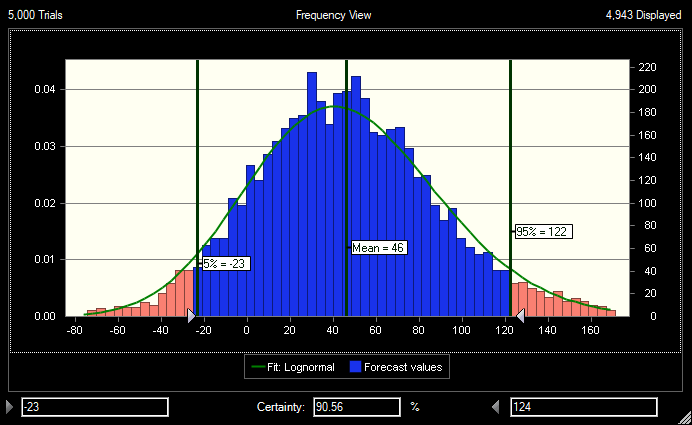 5,000 Trials Frequency View 4,943 Displayed
220
200
0.04 180
160
0.03 140
120
0.02 100
80
95% = 122
Mean = 46 60
0.01 5% = -23 40
20
0.00 0
-80 -60 -40 -20 0 20 40 60 80 100 120 140 160
Fit: Lognormal Forecast values
-23 Certainty: 90.56 % 124